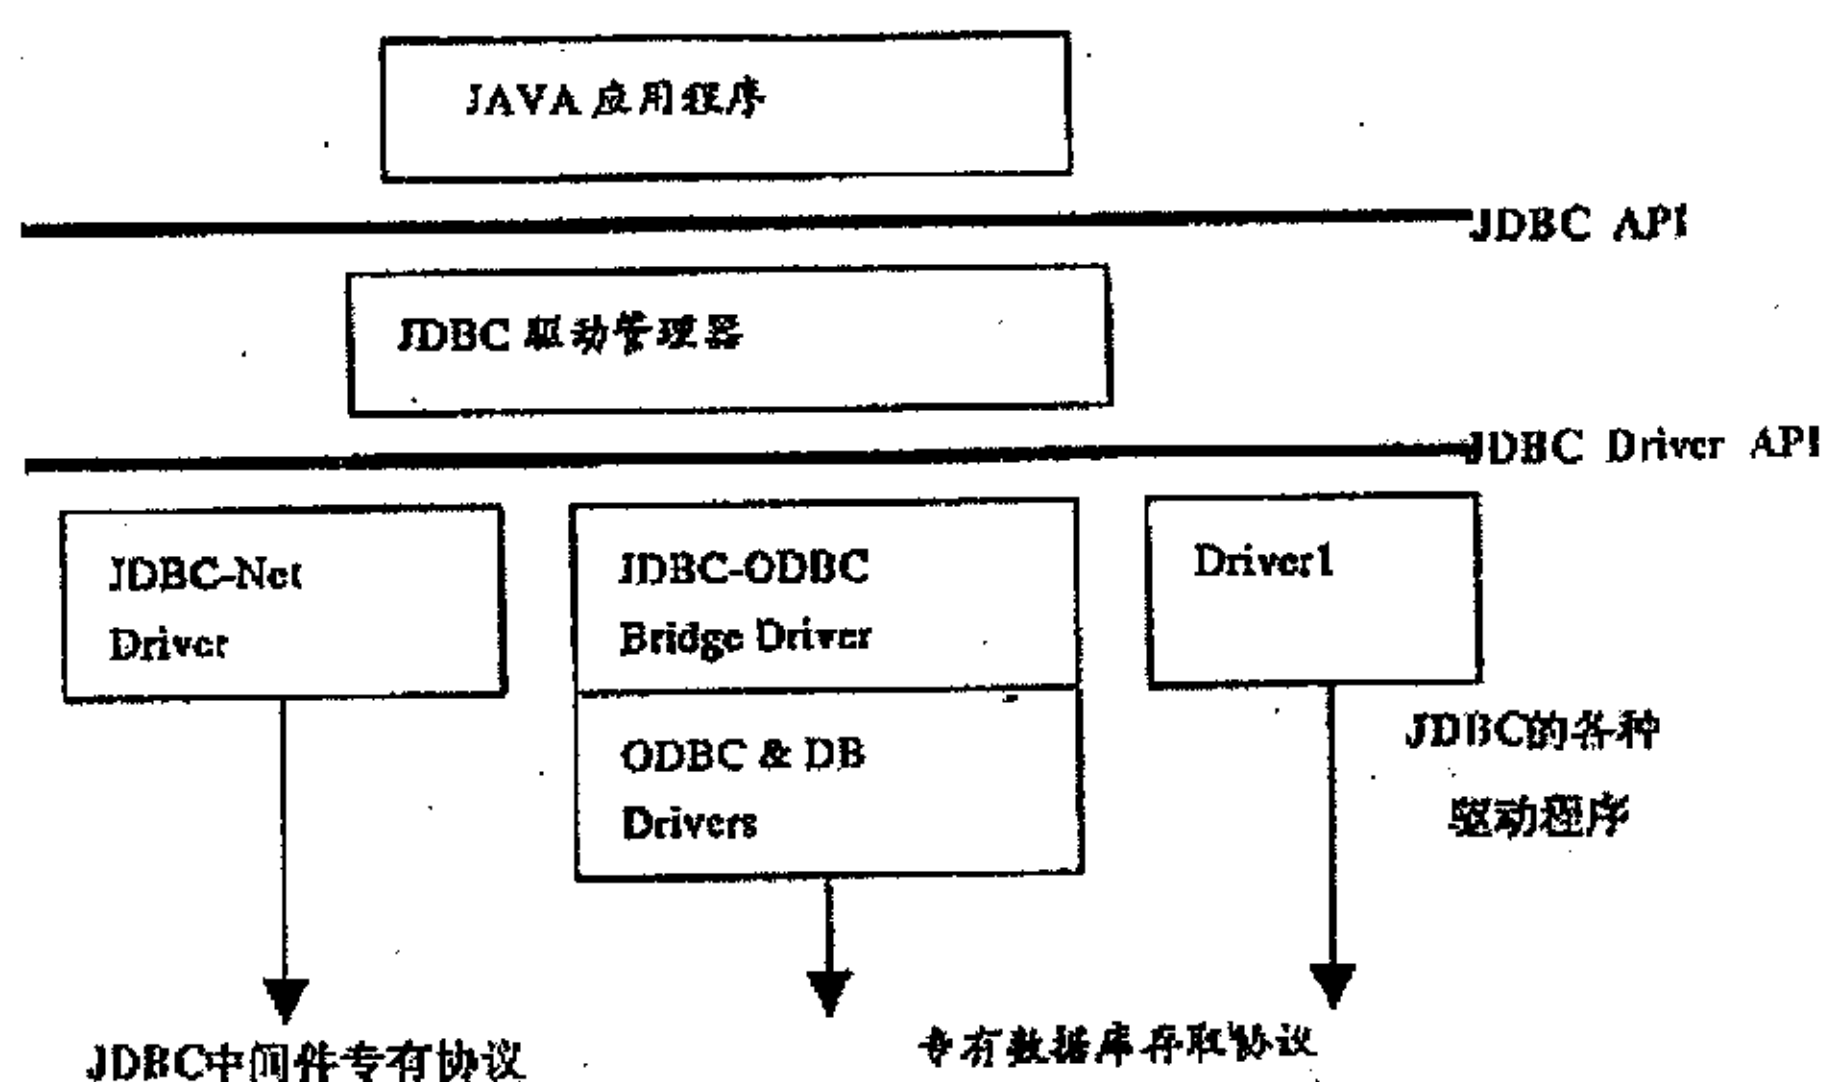 JAVA 应用程序
JDBC API
JDBC 驱动管理器
JDBC Driver API
JDBC-Net
Driver
JDBC-ODBC
Bridge Driver
ODBC & DB
Drivers
Driver1
JDBC的各种
驱动程序
JDBC中间件专有协议
专有数据库存取协议